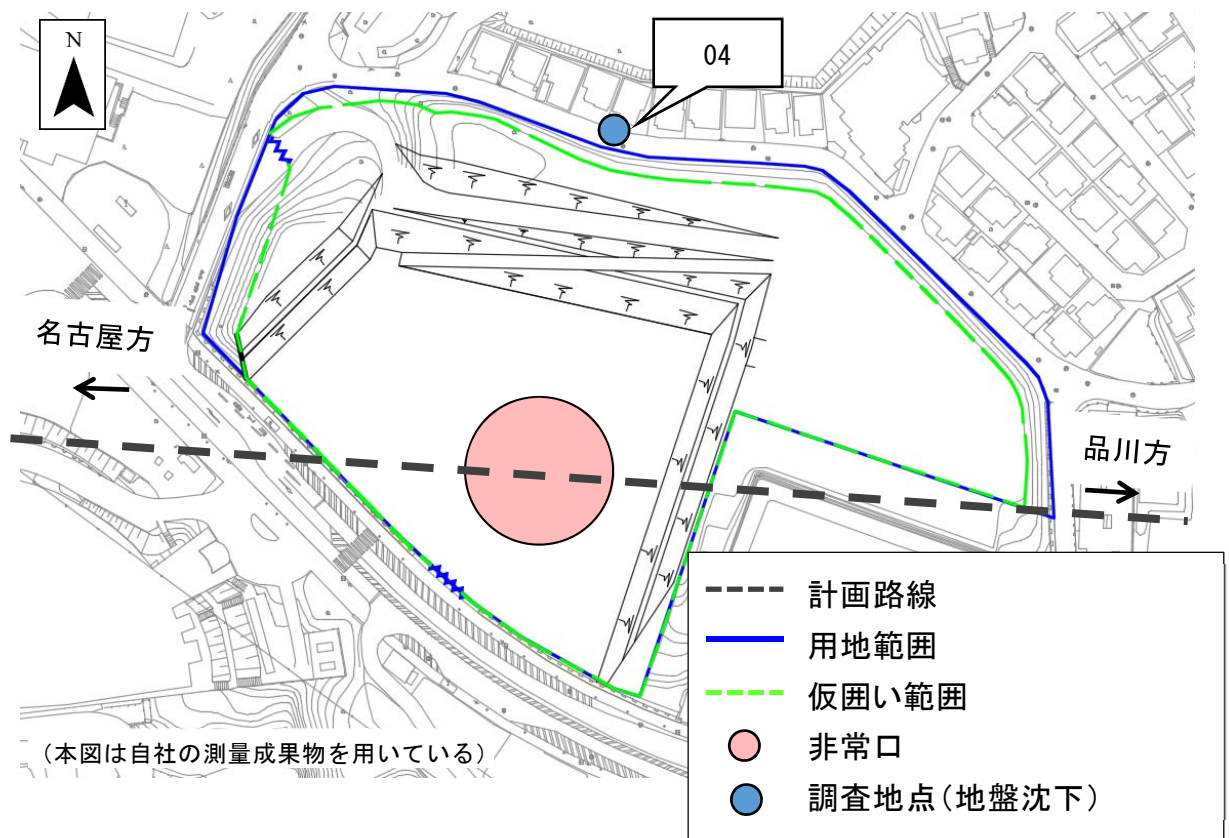 N
04
名古屋方
品川方
計画路線
用地範囲
仮囲い範囲
非常口
調査地点（地盤沈下）
（本図は自社の測量成果物を用いている）